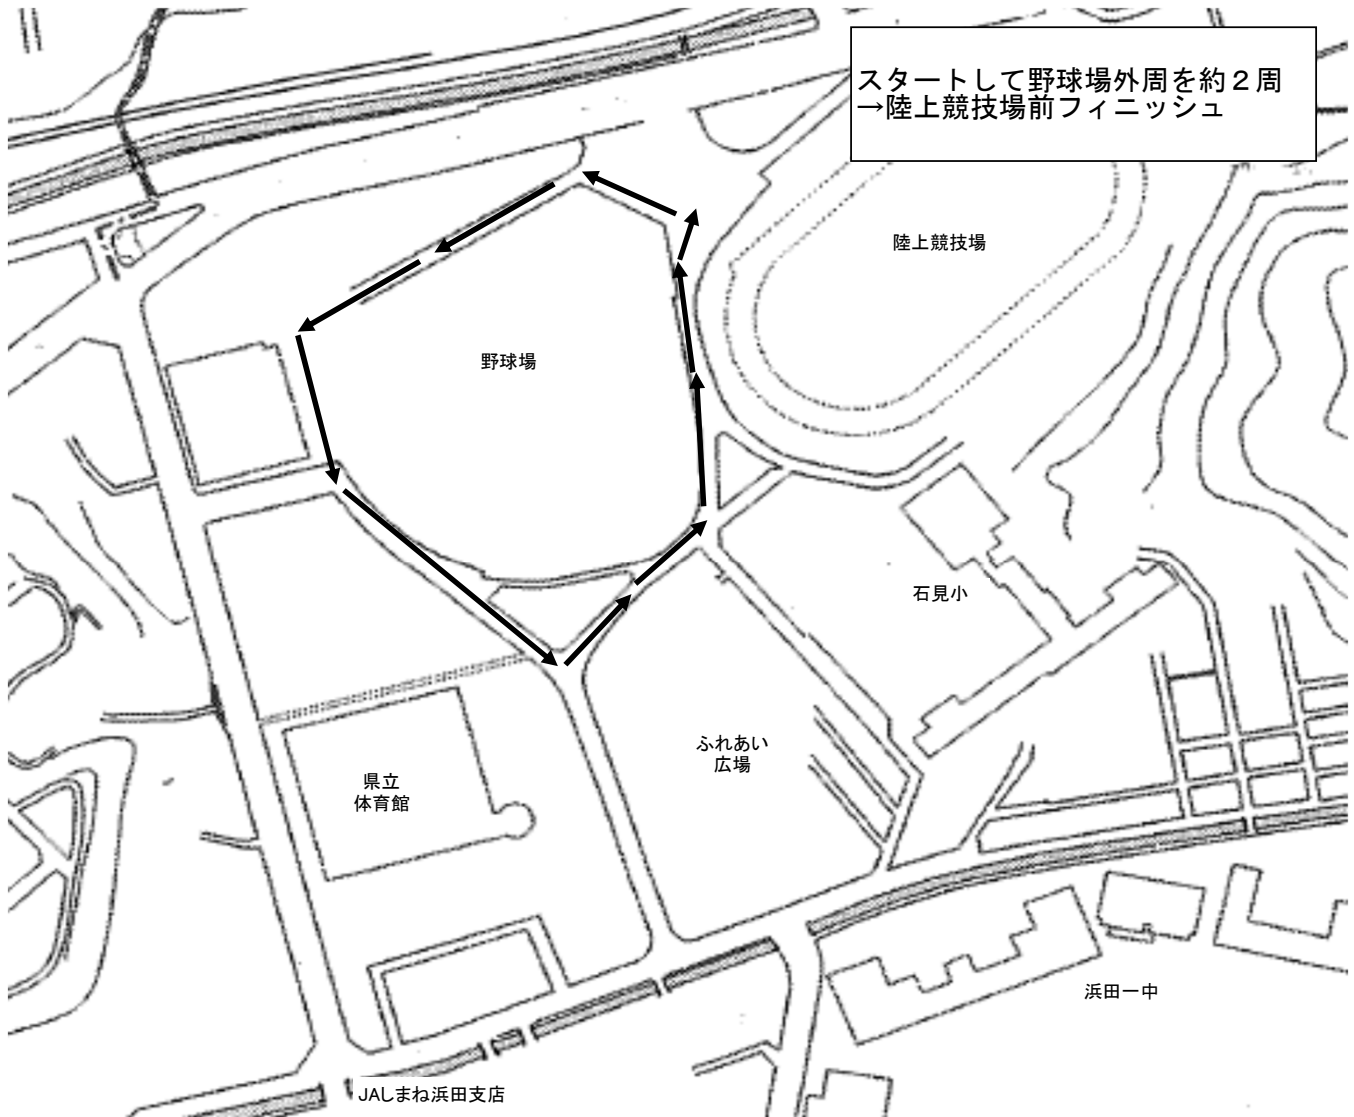 スタートして野球場外周を約２周
→陸上競技場前フィニッシュ
陸上競技場
野球場
石見小
ふれあい
広場
県立
体育館
浜田一中
JAしまね浜田支店